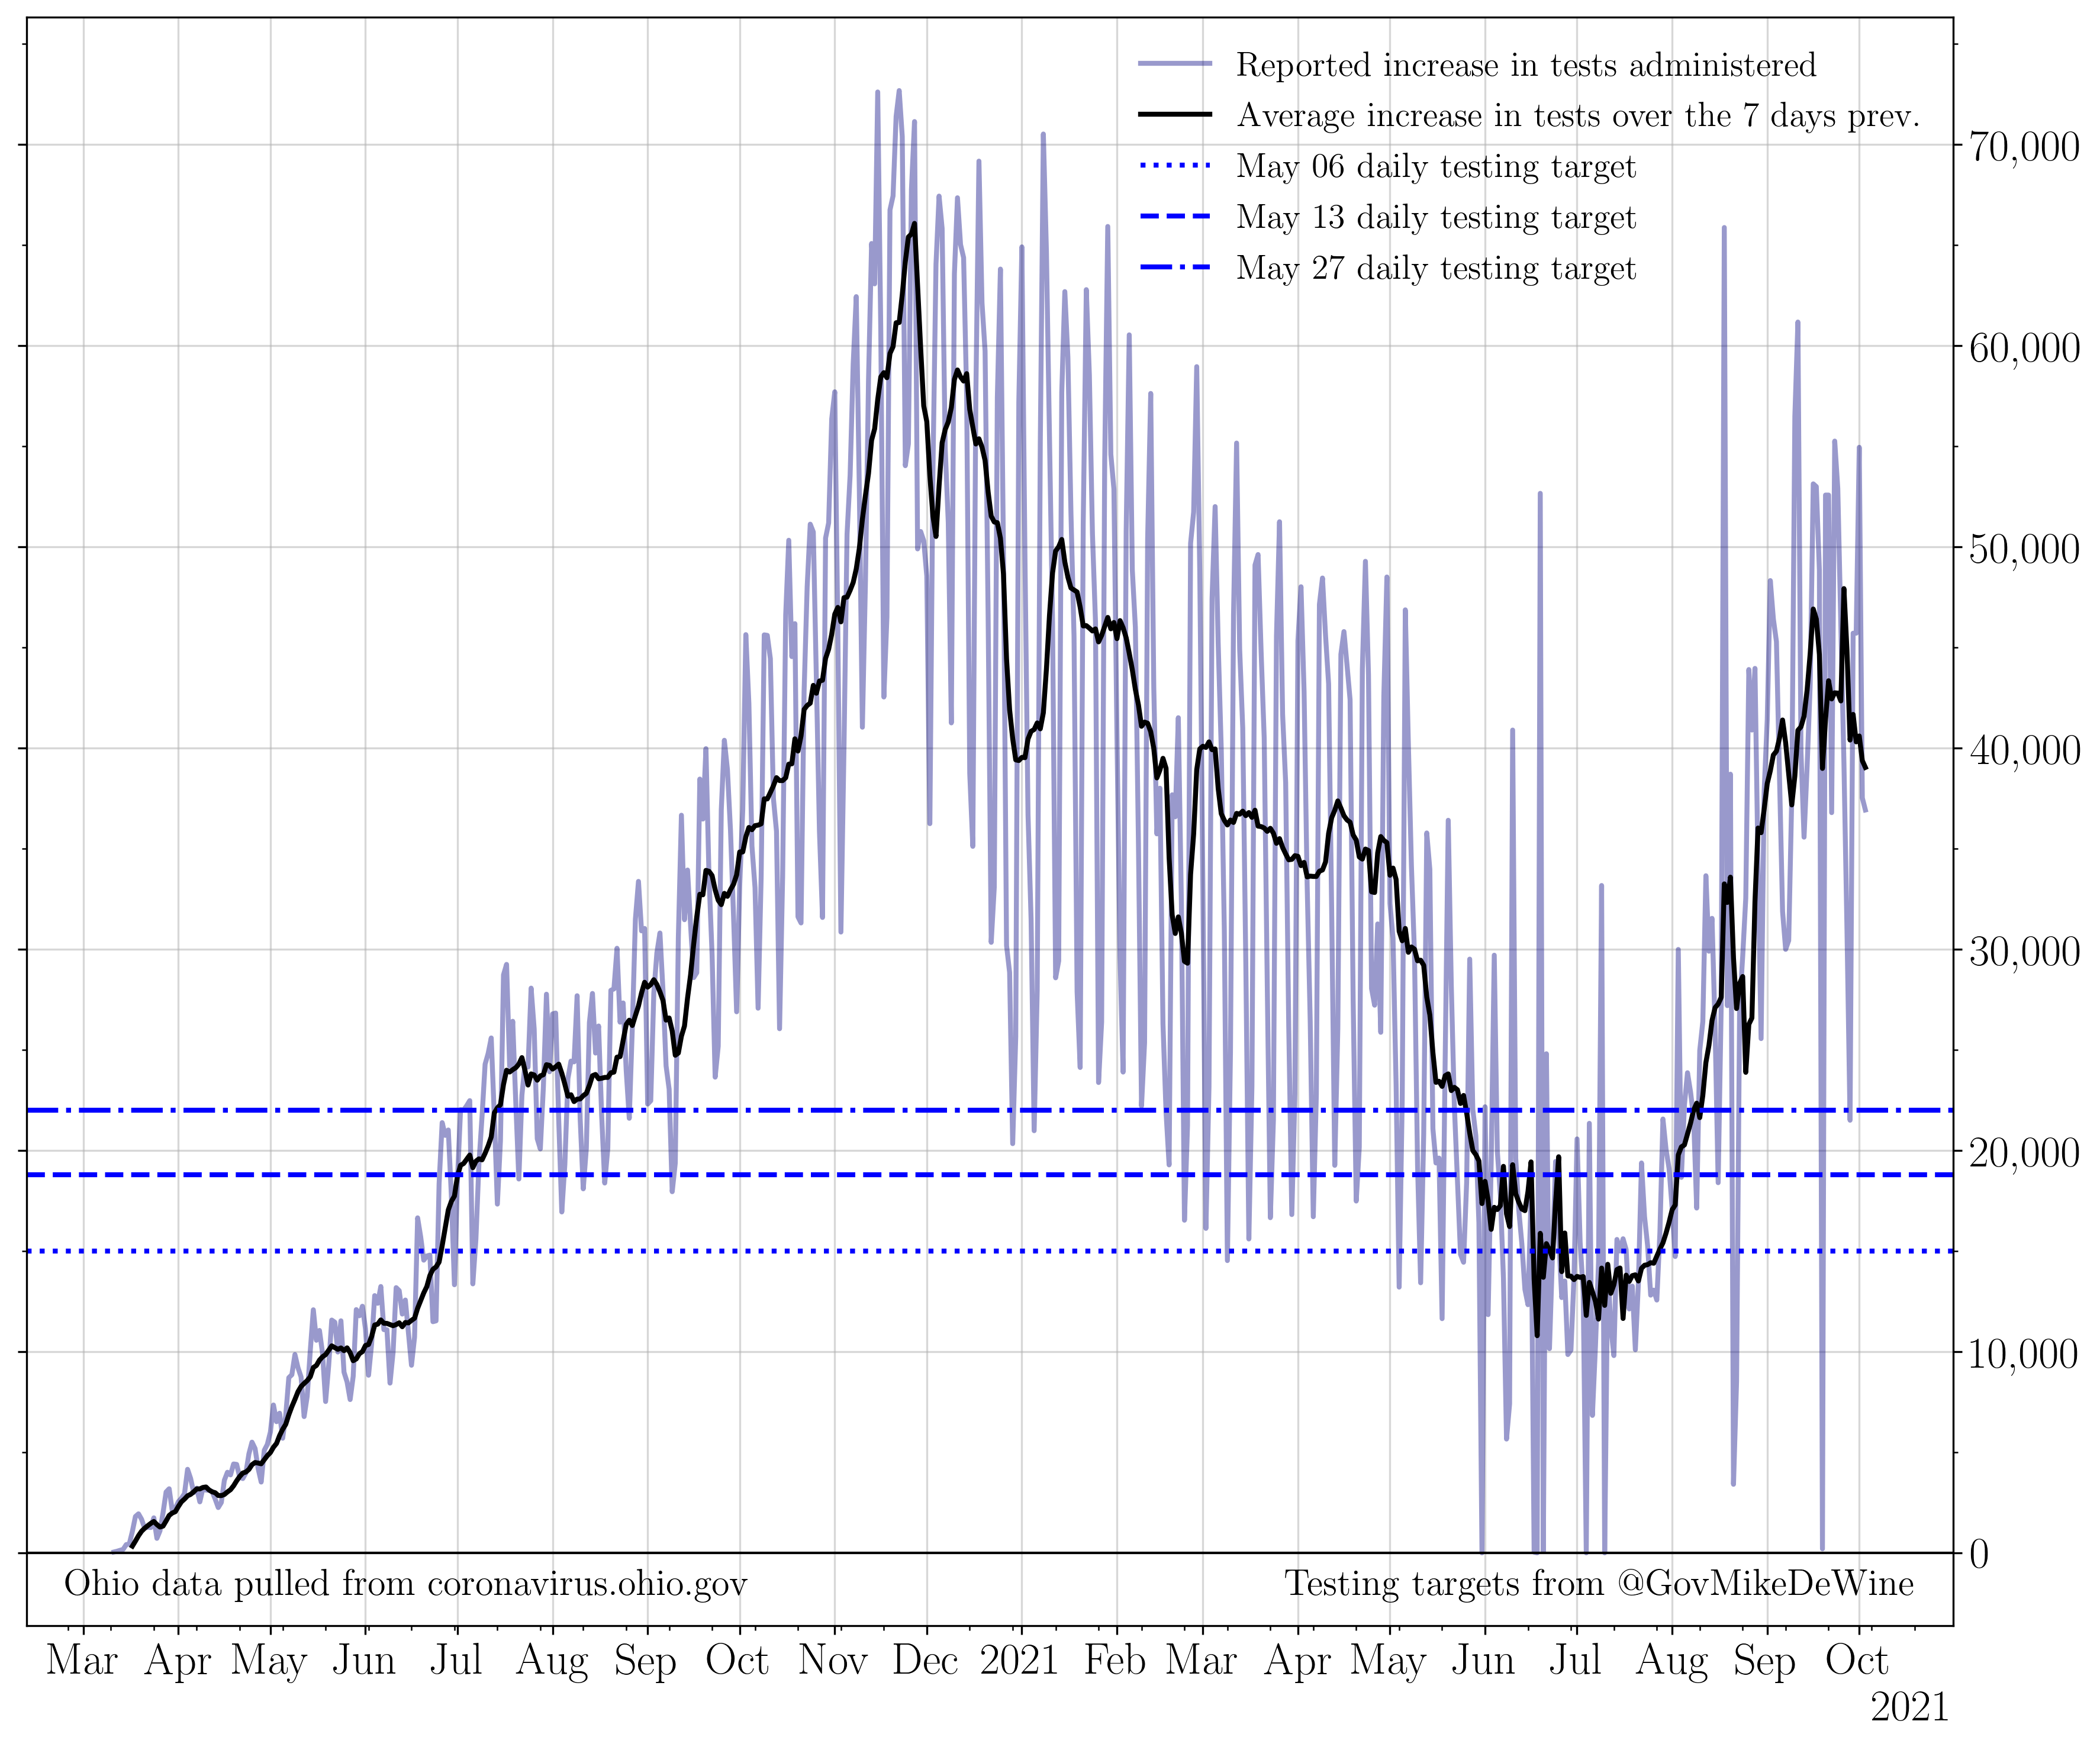 Reported increase in tests administered
Average increase in tests over the 7 days prev.
May 06 daily testing target
May 13 daily testing target
May 27 daily testing target
70,000
60,000
50,000
40,000
30,000
20,000
10,000
0
Ohio data pulled from coronavirus.ohio.gov
Testing targets from @GovMikeDeWine
Mar Apr May Jun Jul Aug Sep Oct Nov Dec 2021 Feb Mar Apr May Jun Jul Aug Sep Oct
2021